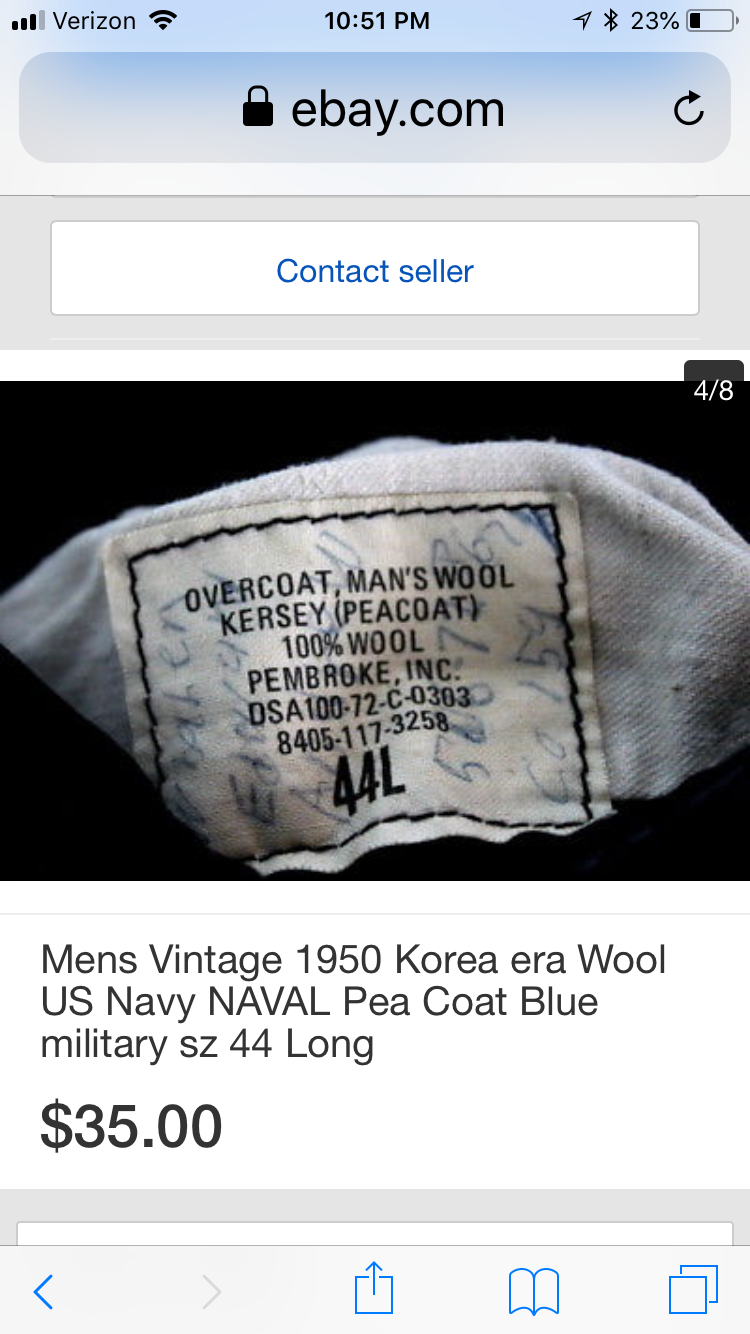 Verizon 10:51 PM 23%
ebay.com
Contact seller
4/8
OVERCOAT, MAN'S WOOL
KERSEY (PEACOAT)
100% WOOL
PEMBROKE, INC.
DSA100-72-C-0303
8405-117-3258
44L
Mens Vintage 1950 Korea era Wool
US Navy NAVAL Pea Coat Blue
military sz 44 Long
$35.00